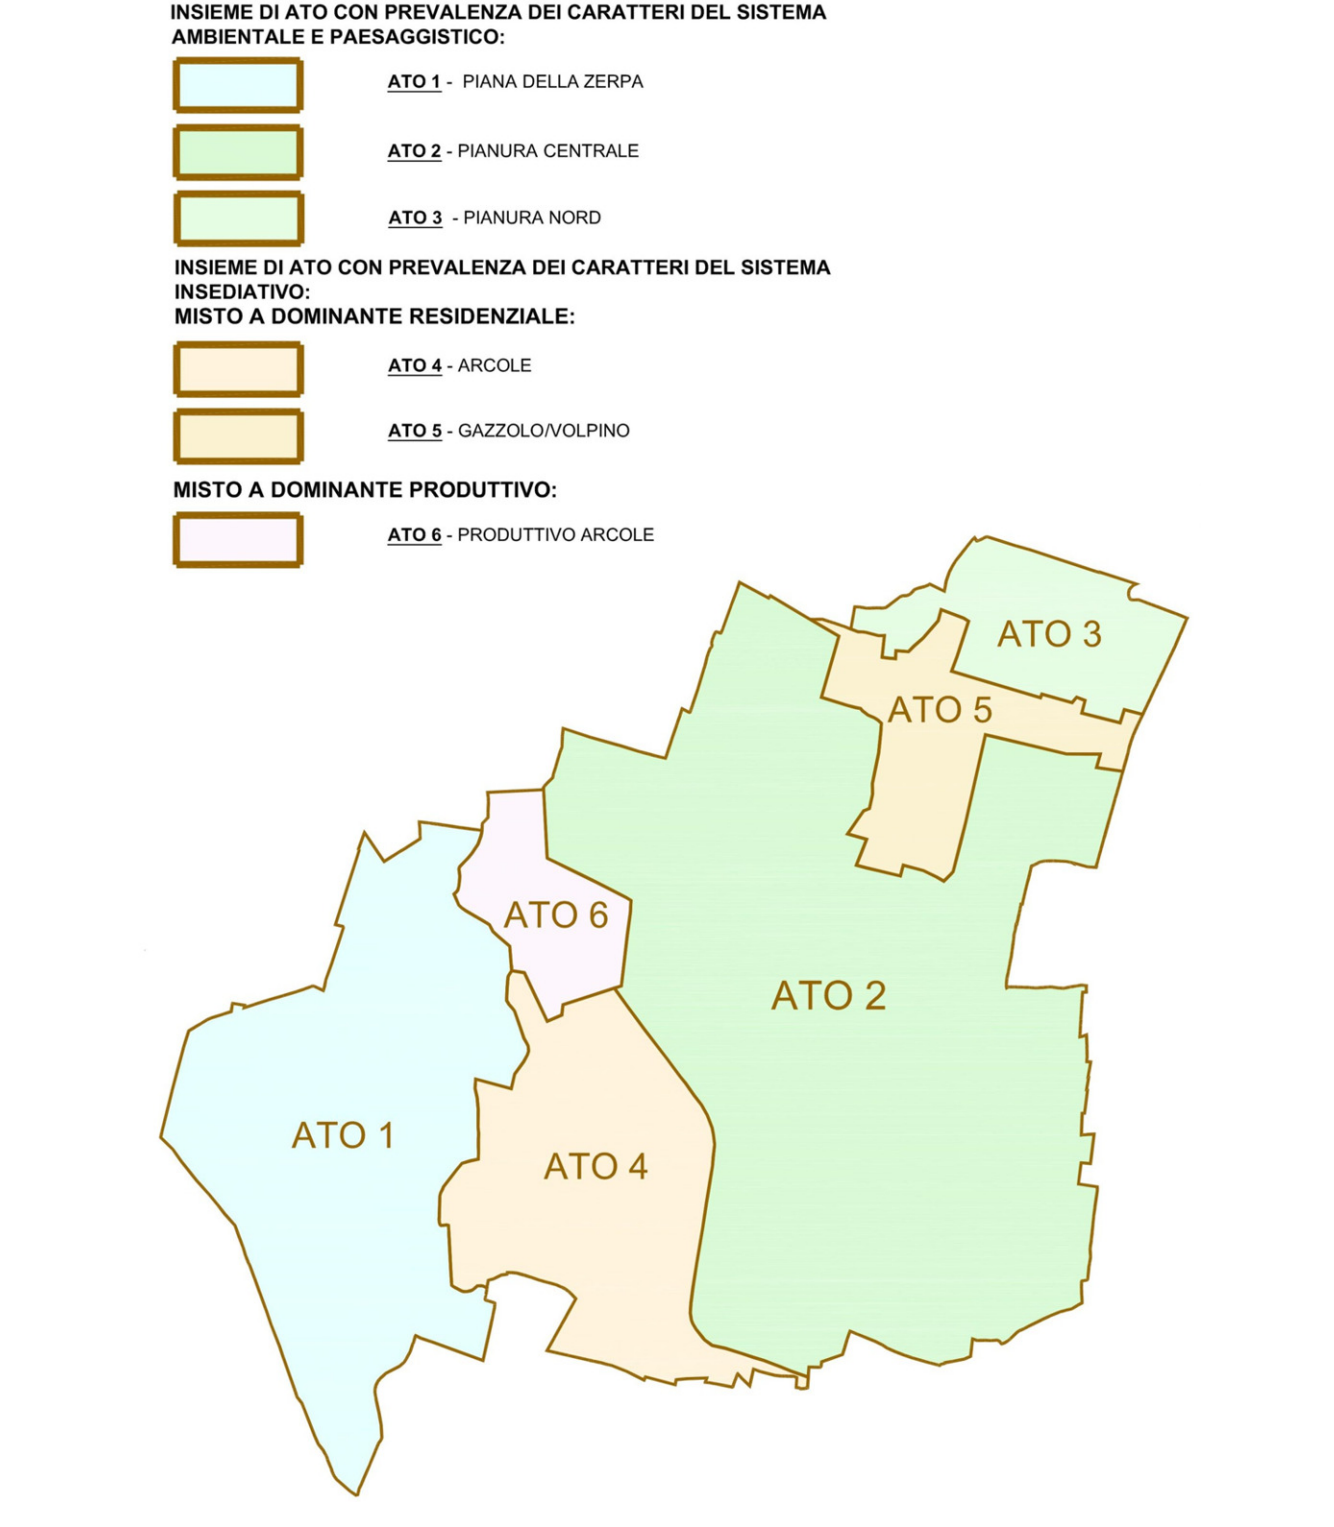 INSIEME DI ATO CON PREVALENZA DEI CARATTERI DEL SISTEMA
AMBIENTALE E PAESAGGISTICO:
ATO 1 - PIANA DELLA ZERPA
ATO 2 - PIANURA CENTRALE
ATO 3 - PIANURA NORD
INSIEME DI ATO CON PREVALENZA DEI CARATTERI DEL SISTEMA
INSEDIATIVO:
MISTO A DOMINANTE RESIDENZIALE:
ATO 4 - ARCOLE
ATO 5 - GAZZOLO/VOLPINO
MISTO A DOMINANTE PRODUTTIVO:
ATO 6 - PRODUTTIVO ARCOLE
ATO 3
ATO 5
ATO 6
ATO 2
ATO 1
ATO 4